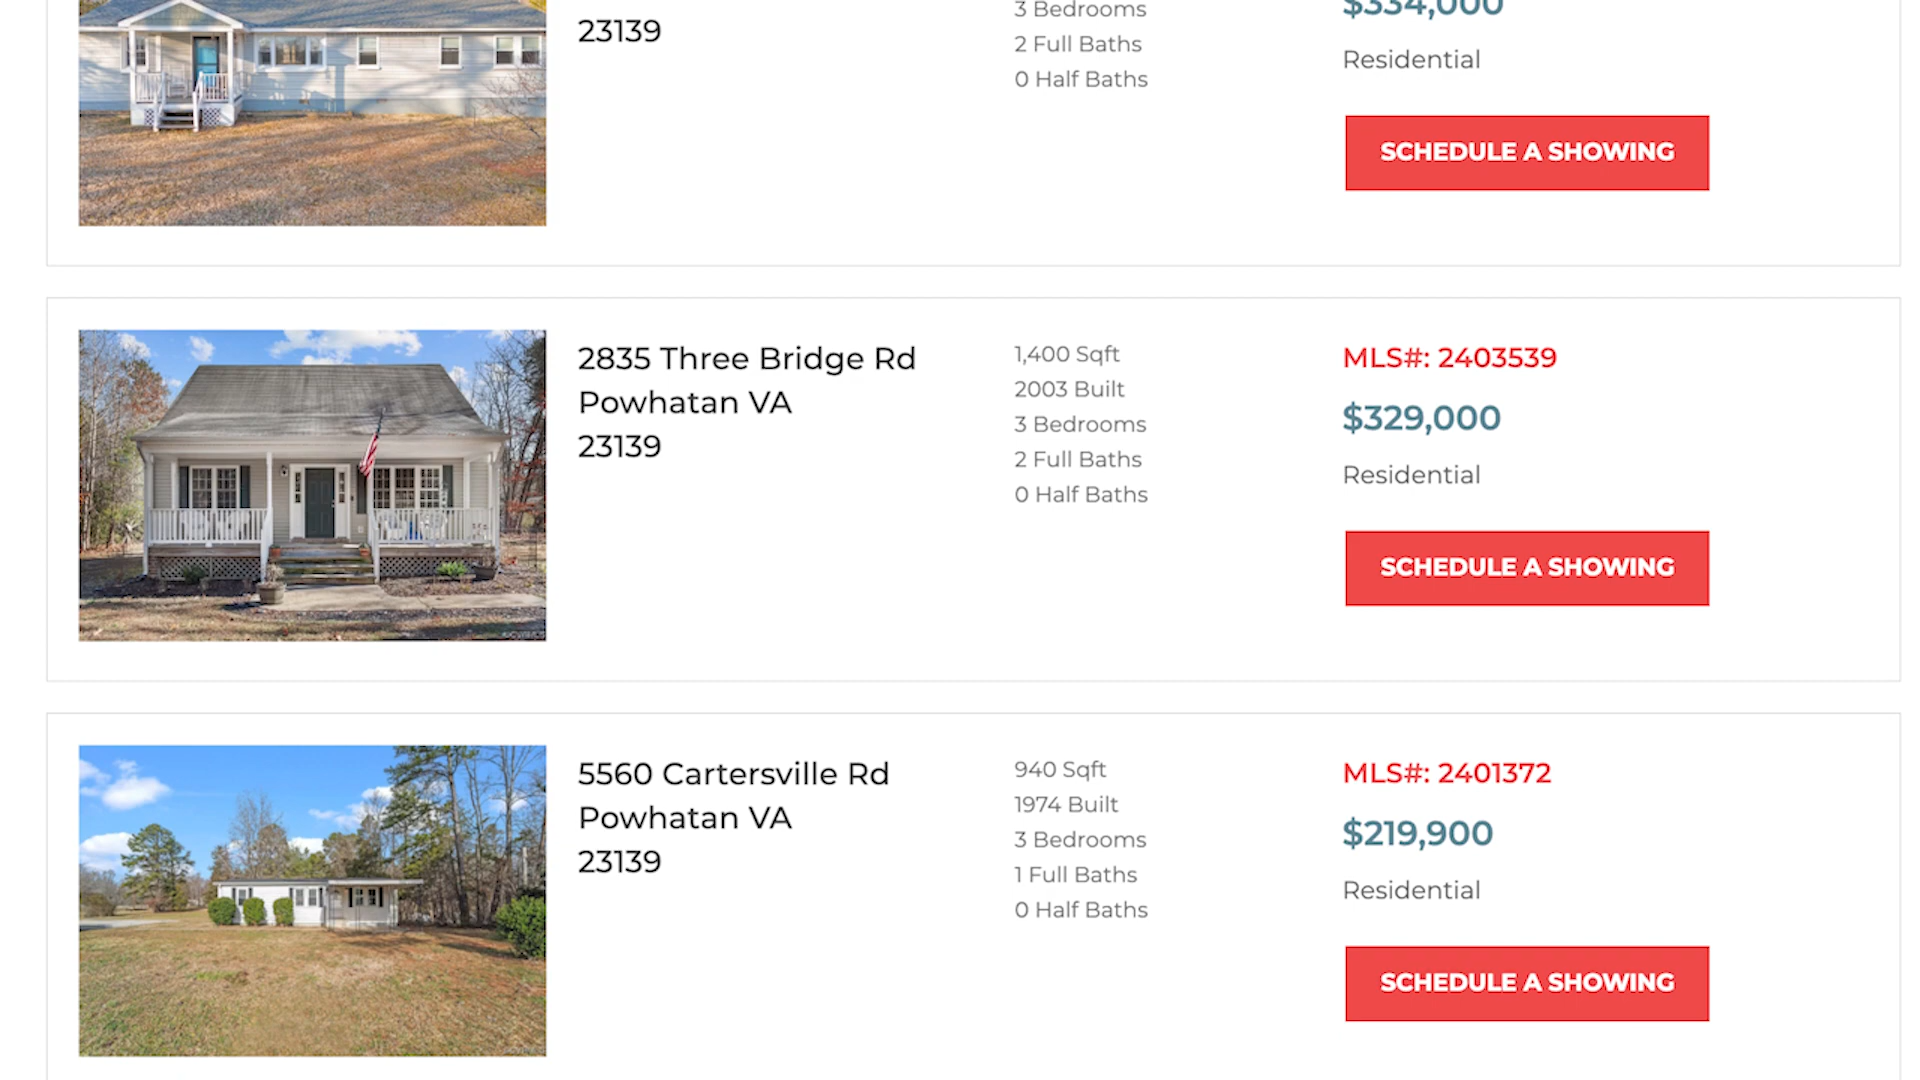 23139
3 Bedrooms
2 Full Baths
0 Half Baths
$334,000
Residential
SCHEDULE A SHOWING
2835 Three Bridge Rd
Powhatan VA
23139
1,400 Sqft
2003 Built
3 Bedrooms
2 Full Baths
0 Half Baths
MLS#: 2403539
$329,000
Residential
SCHEDULE A SHOWING
5560 Cartersville Rd
Powhatan VA
23139
940 Sqft
1974 Built
3 Bedrooms
1 Full Baths
0 Half Baths
MLS#: 2401372
$219,900
Residential
SCHEDULE A SHOWING